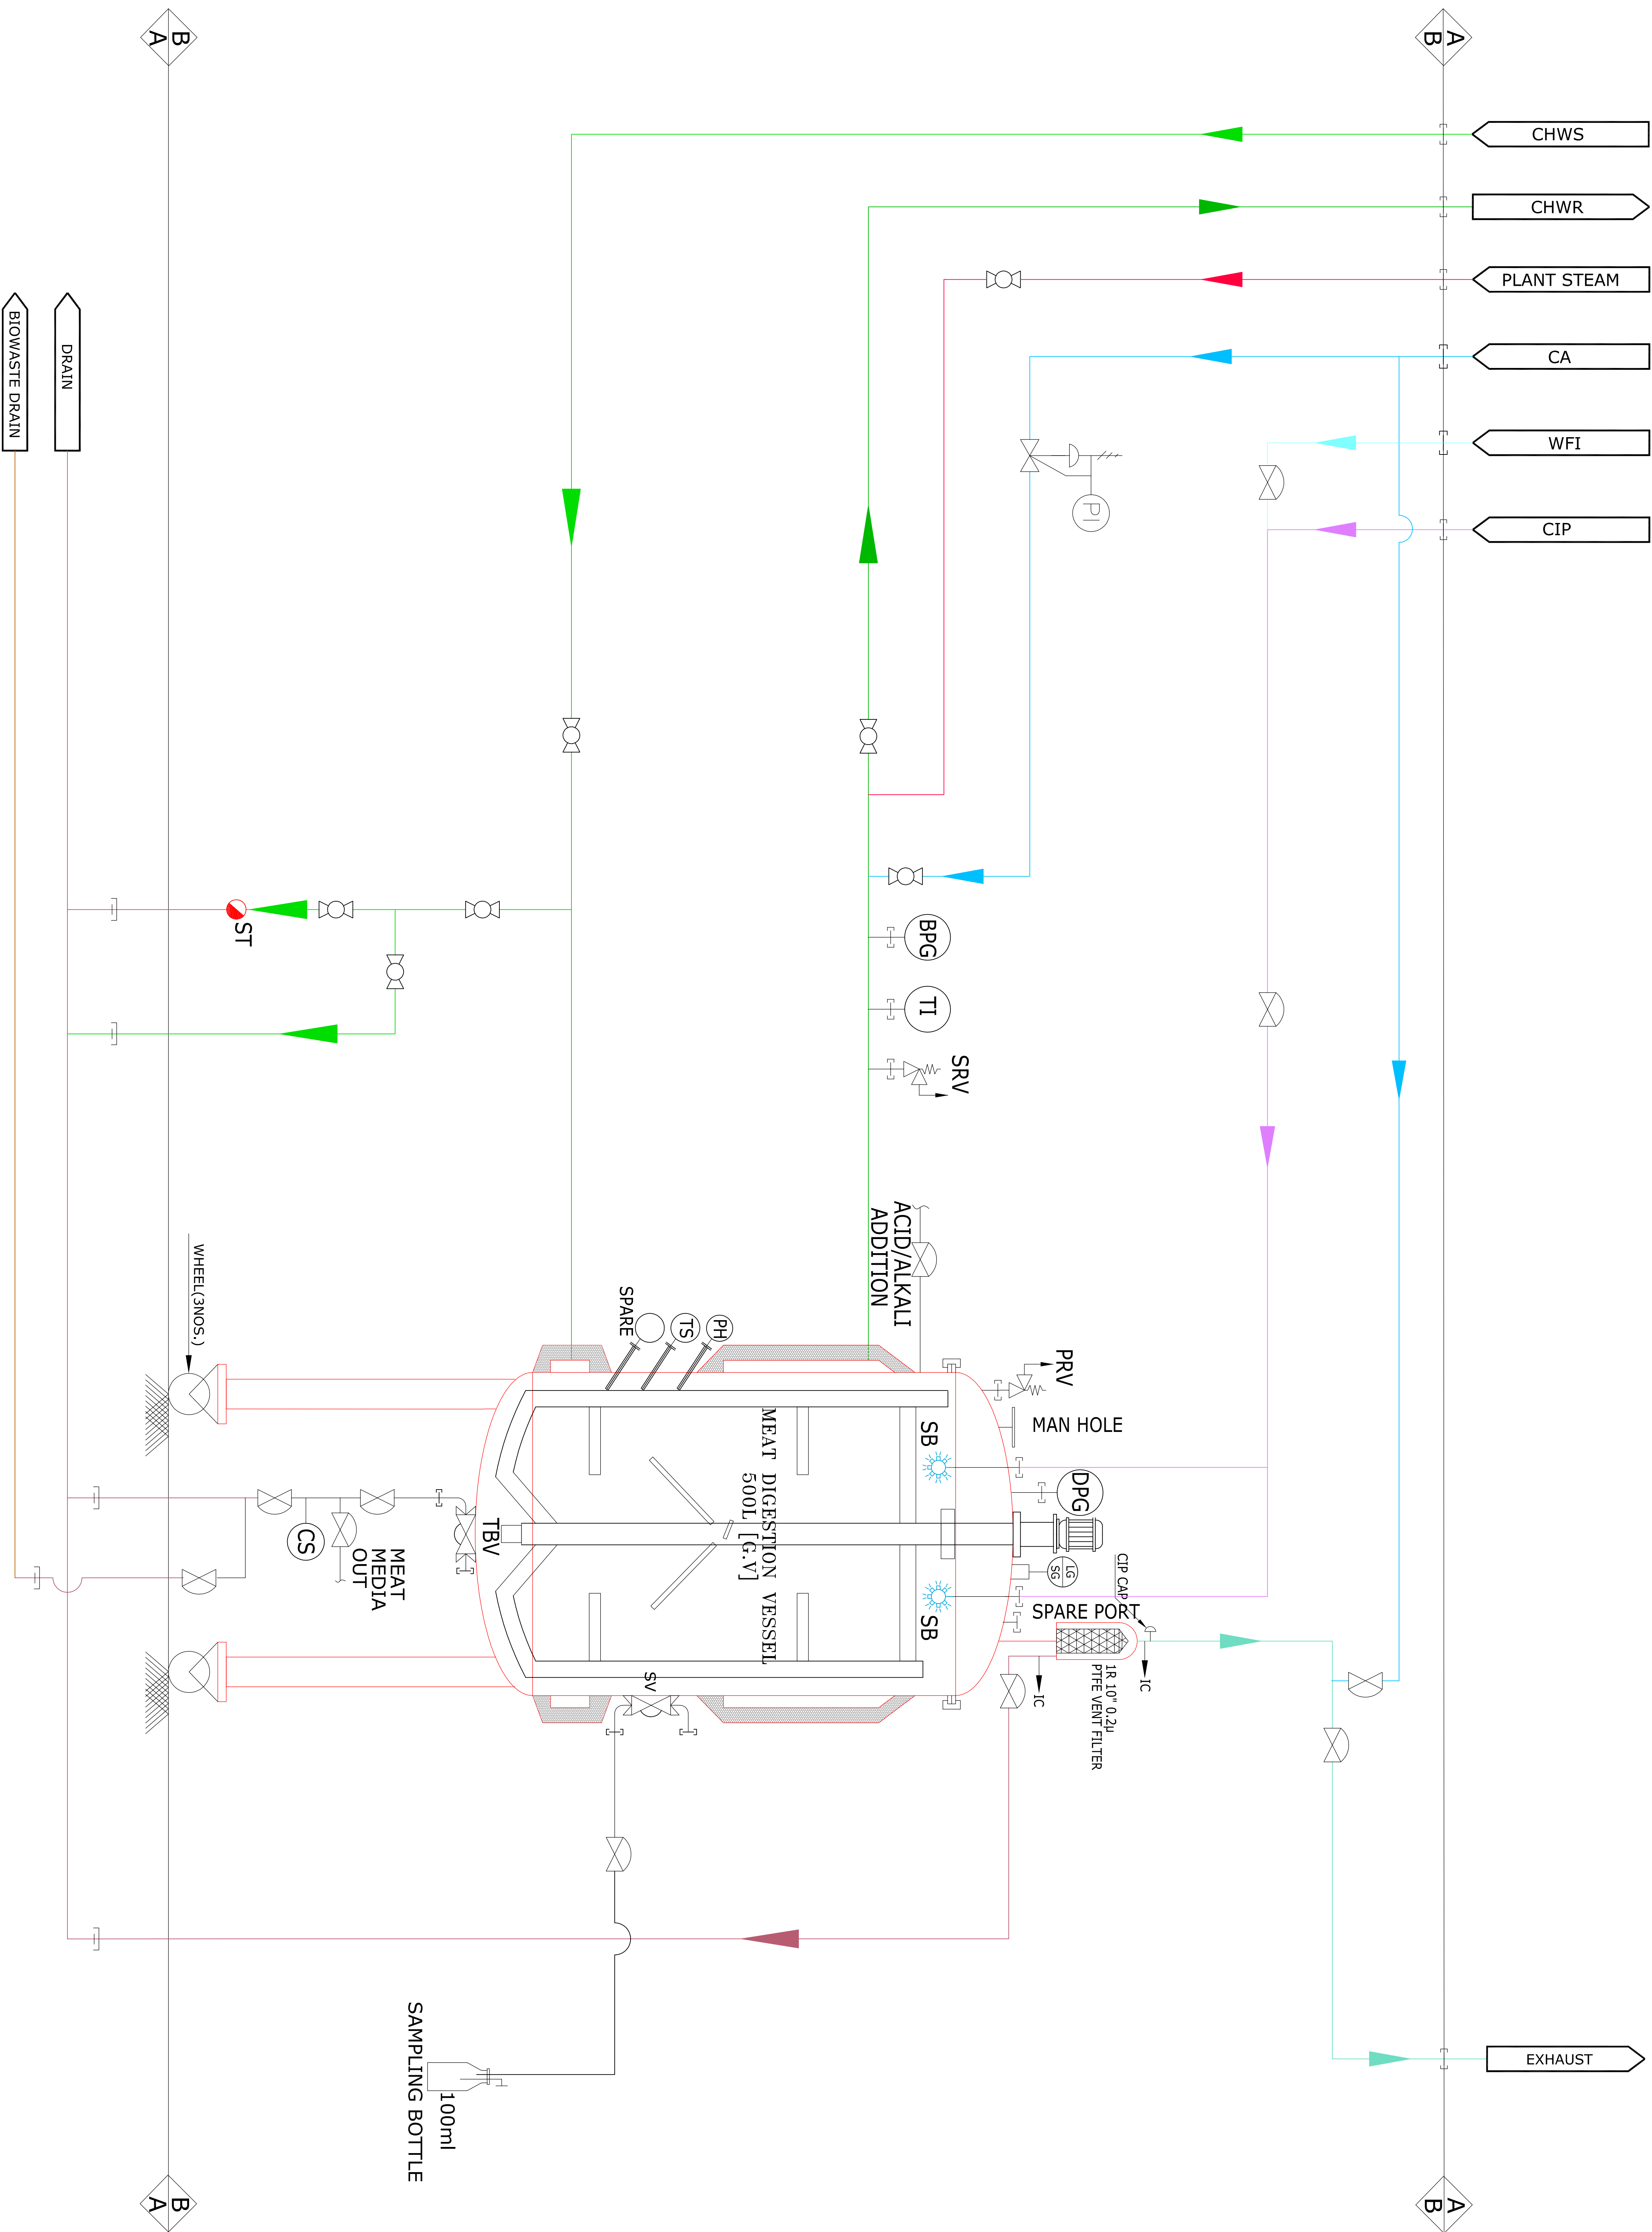 B
A
A
B
CHWS
CHWR
PLANT STEAM
CA
WFI
CIP
BIOWASTE DRAIN
DRAIN
PI
ST
BPG
TI
SRV
ACID/ALKALI
ADDITION
WHEEL(3NOS.)
SPARE
TS
PH
PRV
MAN HOLE
SB
MEAT DIGESTION VESSEL
500L [G.V]
DPG
TBV
CS
MEAT
MEDIA
OUT
LG
SG
CIP CAP
SPARE PORT
SB
SV
IC
IC
1R 10" 0.2µ
PTFE VENT FILTER
SAMPLING BOTTLE
100ml
EXHAUST
B
A
A
B